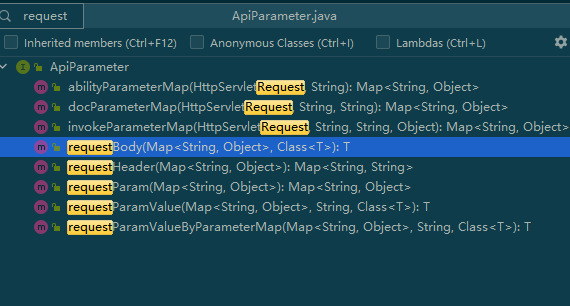 request ApiParameter.java
Inherited members (Ctrl+F12) Anonymous Classes (Ctrl+I) Lambdas (Ctrl+L)
ApiParameter
abilityParameterMap(HttpServletRequest, String): Map<String, Object>
docParameterMap(HttpServletRequest, String, String): Map<String, Object>
invokeParameterMap(HttpServletRequest, String, String, Object): Map<String, Object>
requestBody(Map<String, Object>, Class<T>): T
requestHeader(Map<String, Object>): Map<String, String>
requestParam(Map<String, Object>): Map<String, Object>
requestParamValue(Map<String, Object>, String, Class<T>): T
requestParamValueByParameterMap(Map<String, Object>, String, Class<T>): T